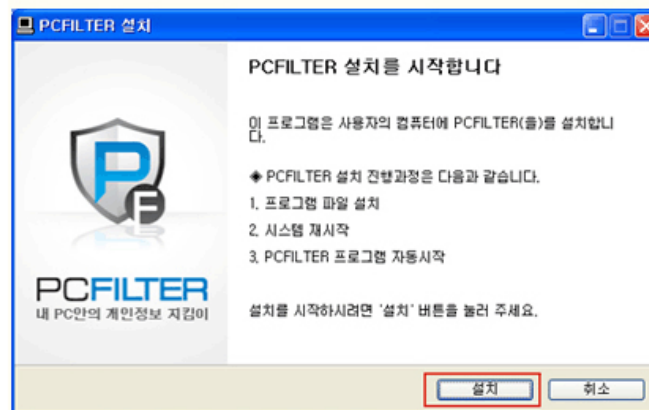 PCFILTER 설치
PCFILTER 설치를 시작합니다
이 프로그램은 사용자의 컴퓨터에 PCFILTER(을)를 설치합니
다.
◈ PCFILTER 설치 진행과정은 다음과 같습니다.
1. 프로그램 파일 설치
2. 시스템 재시작
3. PCFILTER 프로그램 자동시작
PCFILTER
내 PC안의 개인정보 지킴이
설치를 시작하시려면 '설치' 버튼을 눌러 주세요.
설치
취소